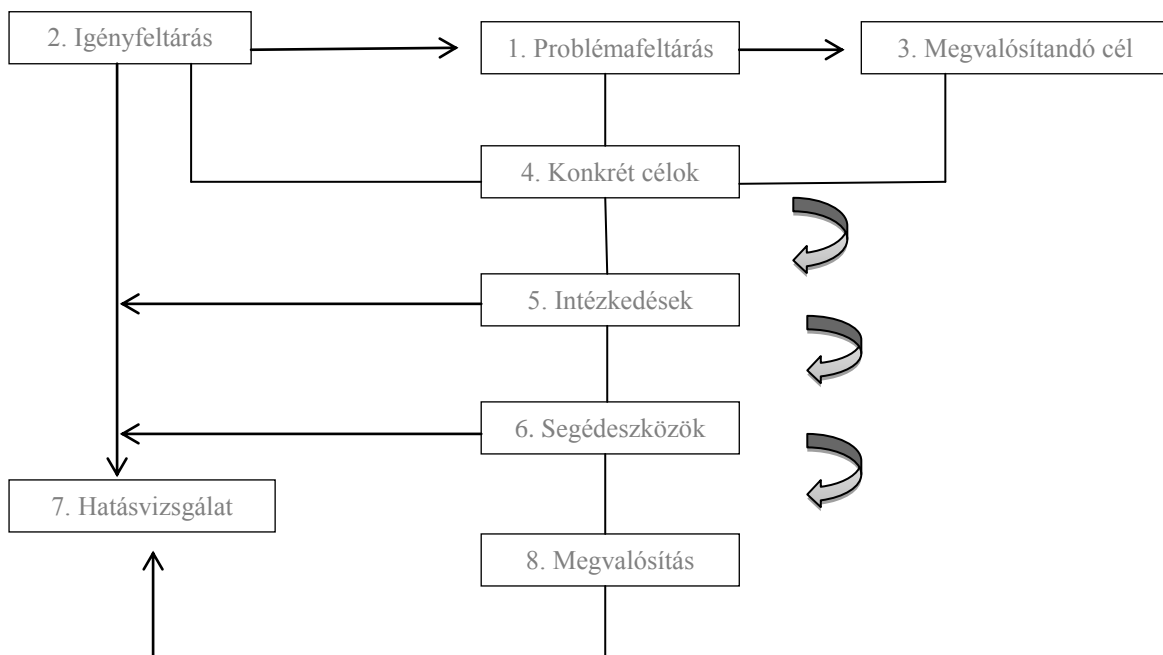 2. Igényfeltárás
1. Problémafeltárás
3. Megvalósítandó cél
4. Konkrét célok
5. Intézkedések
6. Segédeszközök
7. Hatásvizsgálat
8. Megvalósítás